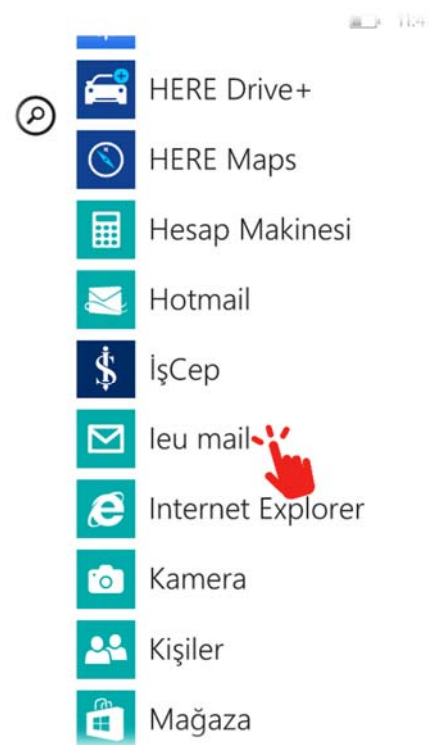 HERE Drive+
HERE Maps
Hesap Makinesi
Hotmail
İşCep
Ieu mail
Internet Explorer
Kamera
Kişiler
Mağaza